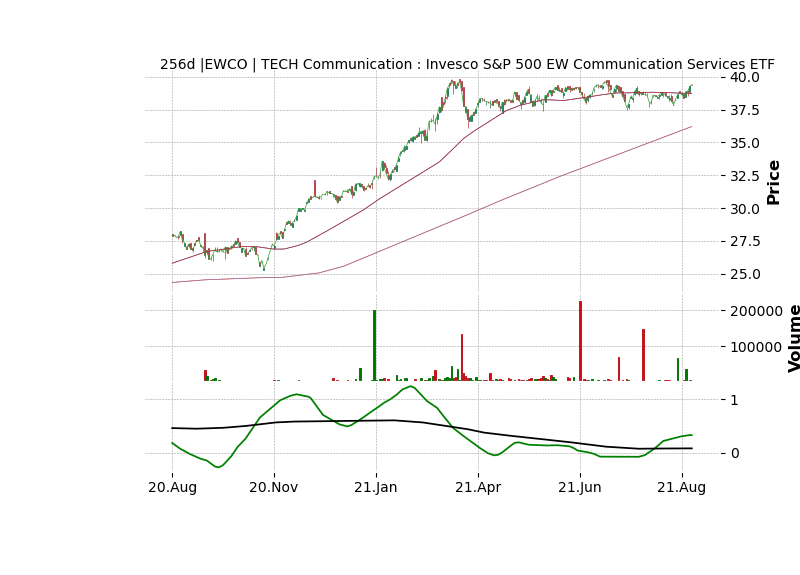 256d |EWCO | TECH Communication : Invesco S&P 500 EW Communication Services ETF
40.0
37.5
35.0
32.5
30.0
27.5
25.0
Price
200000
100000
Volume
1
0
20.Aug 20.Nov 21.Jan 21.Apr 21.Jun 21.Aug